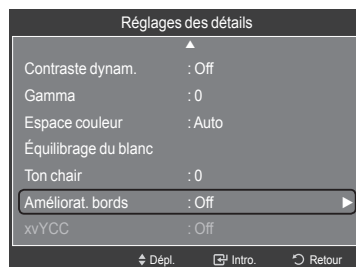 Réglages des détails
Contraste dynam. : Off
Gamma : 0
Espace couleur : Auto
Équilibrage du blanc
Ton chair : 0
Améliorat. bords : Off
xvYCC : Off
Dépl. Intro. Retour